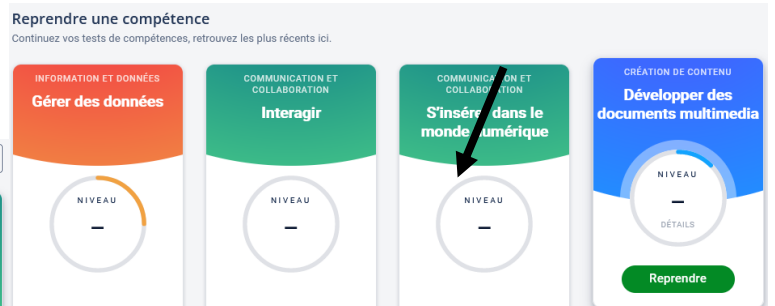 Reprendre une compétence
Continuez vos tests de compétences, retrouvez les plus récents ici.
INFORMATION ET DONNÉES
Gérer des données
NIVEAU
–
COMMUNICATION ET
COLLABORATION
Interagir
NIVEAU
–
COMMUNICATION ET
COLLABORATION
S'insérer dans le
monde numérique
NIVEAU
–
CRÉATION DE CONTENU
Développer des
documents multimedia
NIVEAU
–
DÉTAILS
Reprendre